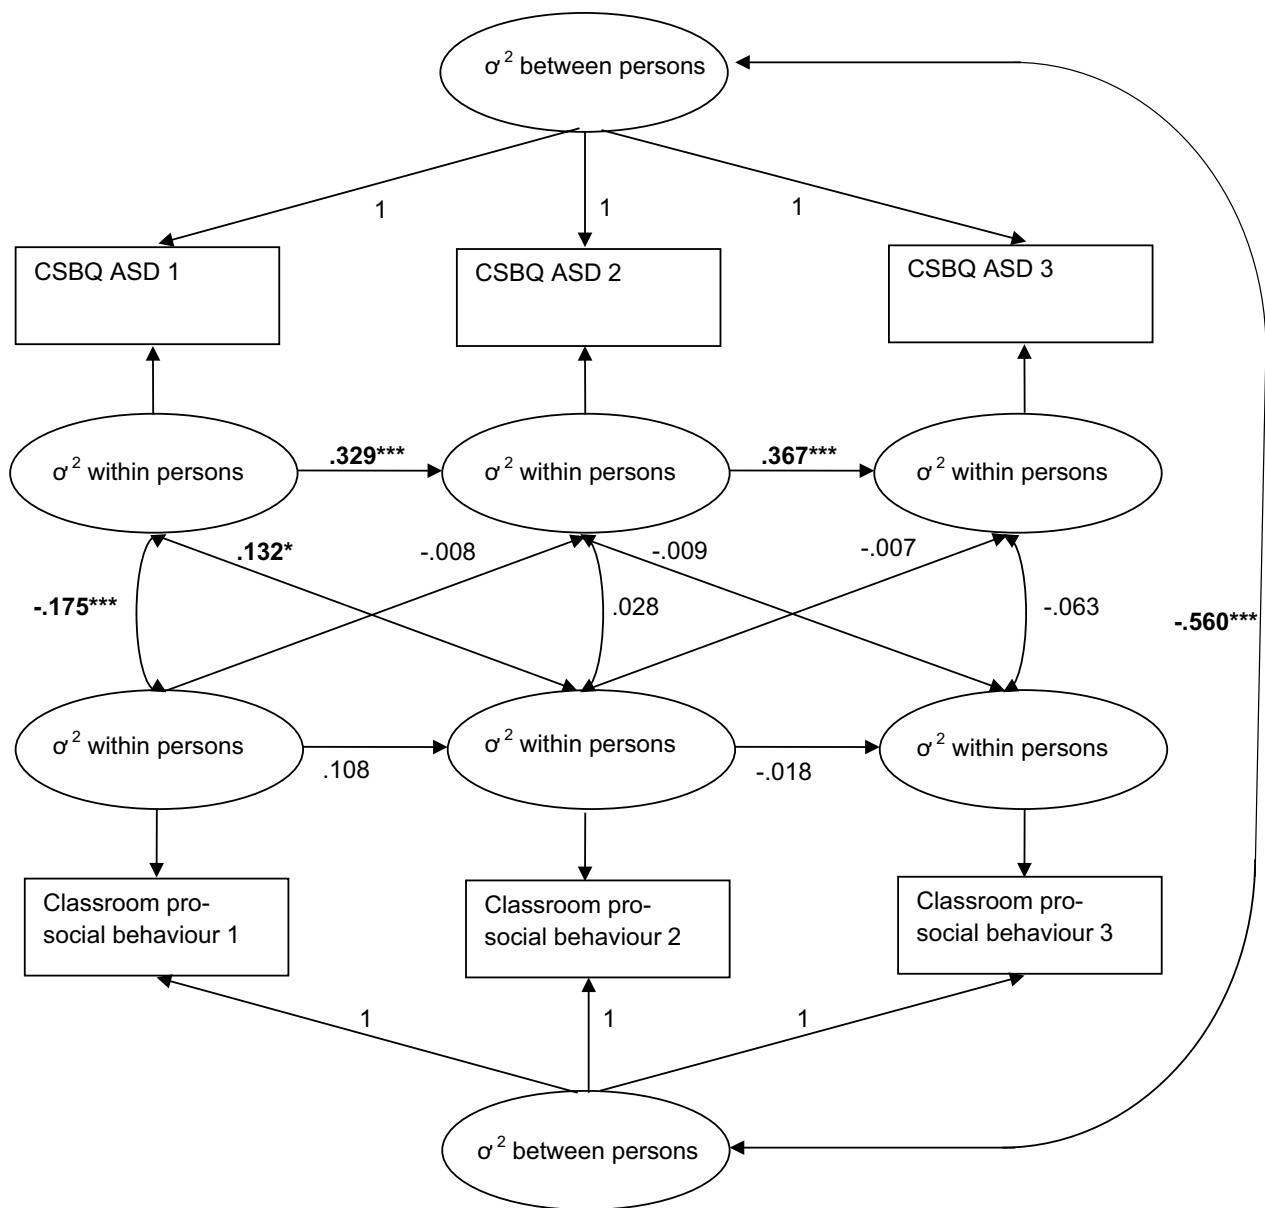 σ² between persons
1
1
1
CSBQ ASD 1
CSBQ ASD 2
CSBQ ASD 3
.329***
.367***
σ² within persons
σ² within persons
σ² within persons
.132*
-.008
-.009
-.007
-.175***
.028
-.063
-.560***
σ² within persons
σ² within persons
σ² within persons
.108
-.018
Classroom pro-
social behaviour 1
Classroom pro-
social behaviour 2
Classroom pro-
social behaviour 3
1
1
1
σ² between persons